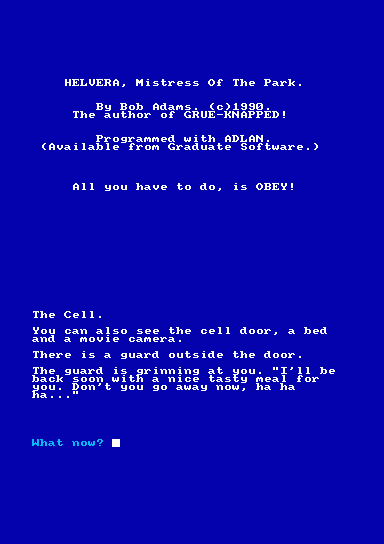 HELVERA, Mistress Of The Park.
By Bob Adams. (c)1990.
The author of GRUE-KNAPPED!
Programmed with ADLAN.
(Available from Graduate Software.)
All you have to do, is OBEY!
The Cell.
You can also see the cell door, a bed
and a movie camera.
There is a guard outside the door.
The guard is grinning at you. "I'll be
back soon with a nice tasty meal for
you. Don't you go away now, ha ha
ha..."
What now?